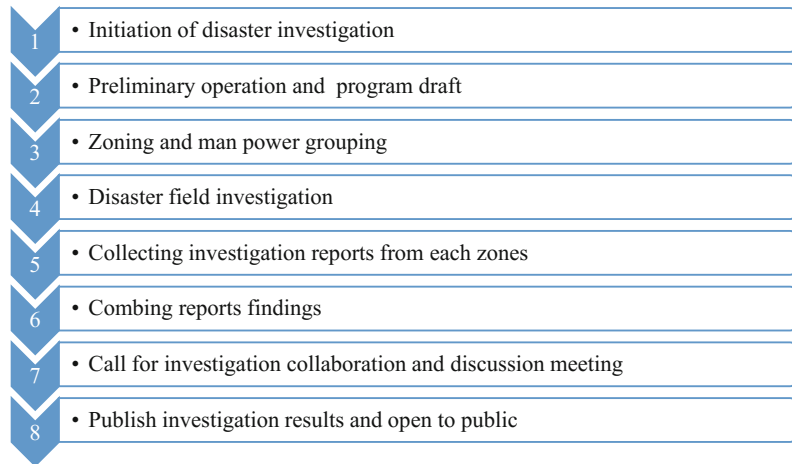 1 • Initiation of disaster investigation
2 • Preliminary operation and program draft
3 • Zoning and man power grouping
4 • Disaster field investigation
5 • Collecting investigation reports from each zones
6 • Combing reports findings
7 • Call for investigation collaboration and discussion meeting
8 • Publish investigation results and open to public